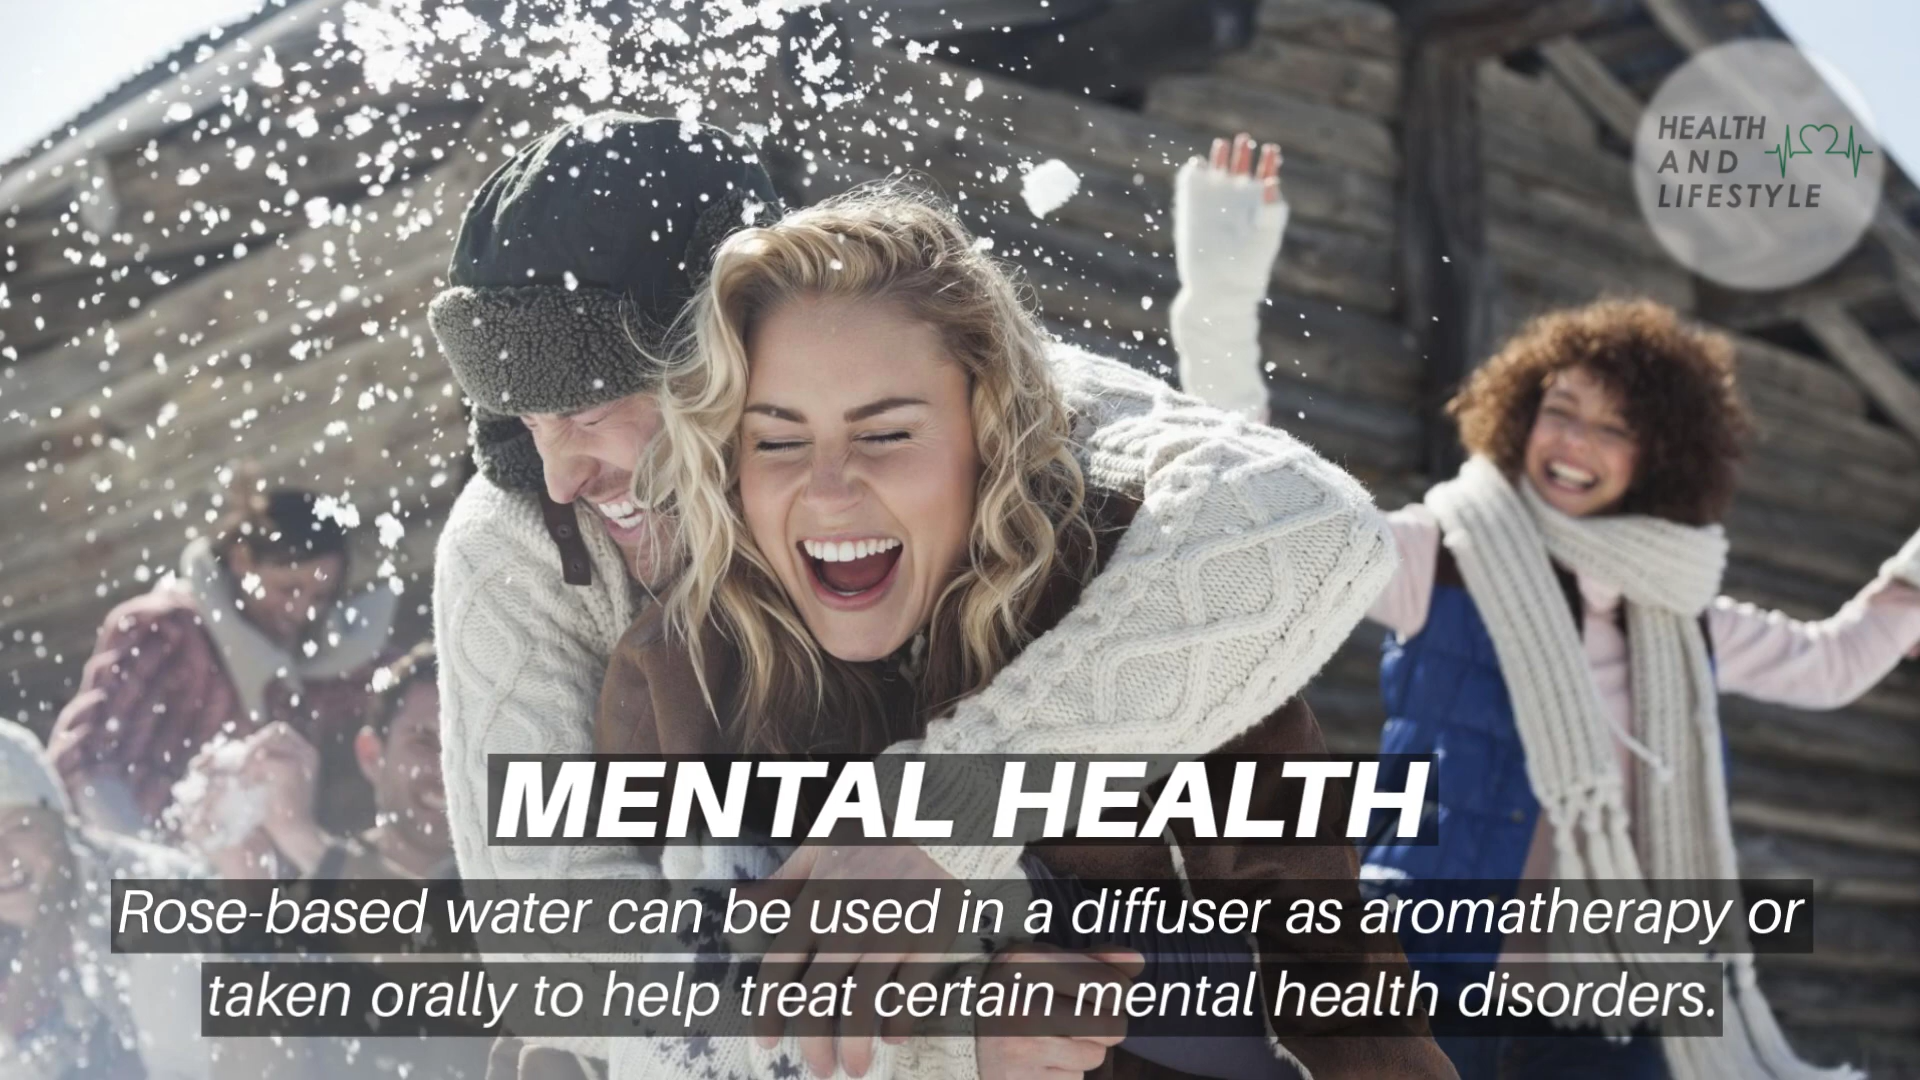 HEALTH
AND
LIFESTYLE
MENTAL HEALTH
Rose-based water can be used in a diffuser as aromatherapy or
taken orally to help treat certain mental health disorders.